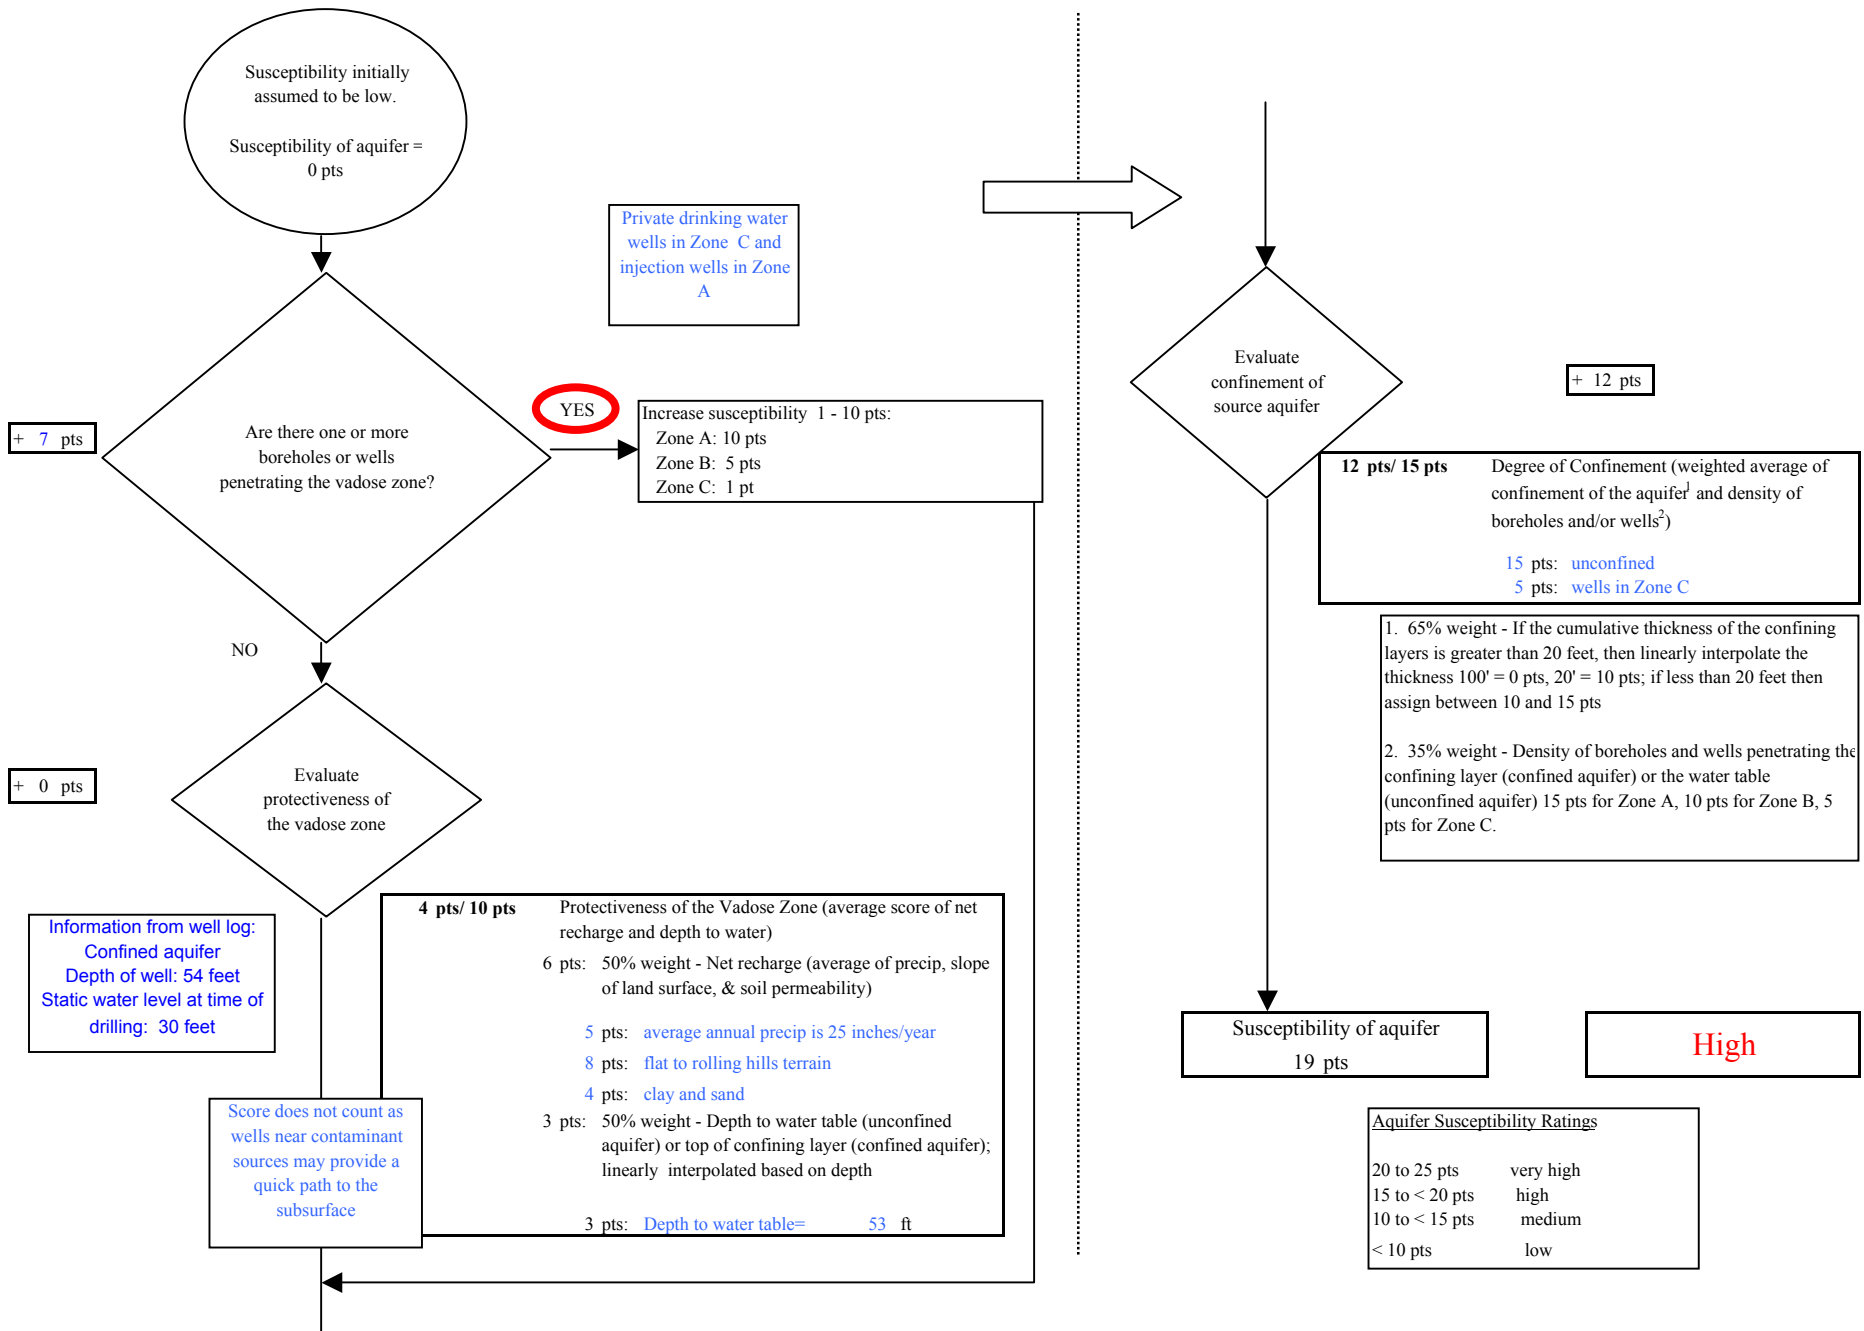 Susceptibility initially
assumed to be low.
Susceptibility of aquifer =
0 pts
Private drinking water
wells in Zone C and
injection wells in Zone
A
+ 7 pts
Are there one or more
boreholes or wells
penetrating the vadose zone?
YES
Increase susceptibility 1 - 10 pts:
Zone A: 10 pts
Zone B: 5 pts
Zone C: 1 pt
NO
+ 0 pts
Evaluate
protectiveness of
the vadose zone
Information from well log:
Confined aquifer
Depth of well: 54 feet
Static water level at time of
drilling: 30 feet
Score does not count as
wells near contaminant
sources may provide a
quick path to the
subsurface
4 pts/ 10 pts Protectiveness of the Vadose Zone (average score of net
recharge and depth to water)
6 pts: 50% weight - Net recharge (average of precip, slope
of land surface, & soil permeability)
5 pts: average annual precip is 25 inches/year
8 pts: flat to rolling hills terrain
4 pts: clay and sand
3 pts: 50% weight - Depth to water table (unconfined
aquifer) or top of confining layer (confined aquifer);
linearly interpolated based on depth
3 pts: Depth to water table= 53 ft
Evaluate
confinement of
source aquifer
+ 12 pts
12 pts/ 15 pts Degree of Confinement (weighted average of
confinement of the aquifer1 and density of
boreholes and/or wells2)
15 pts: unconfined
5 pts: wells in Zone C
1. 65% weight - If the cumulative thickness of the confining
layers is greater than 20 feet, then linearly interpolate the
thickness 100' = 0 pts, 20' = 10 pts; if less than 20 feet then
assign between 10 and 15 pts
2. 35% weight - Density of boreholes and wells penetrating the
confining layer (confined aquifer) or the water table
(unconfined aquifer) 15 pts for Zone A, 10 pts for Zone B, 5
pts for Zone C.
Susceptibility of aquifer
19 pts
High
Aquifer Susceptibility Ratings
20 to 25 pts very high
15 to < 20 pts high
10 to < 15 pts medium
< 10 pts low